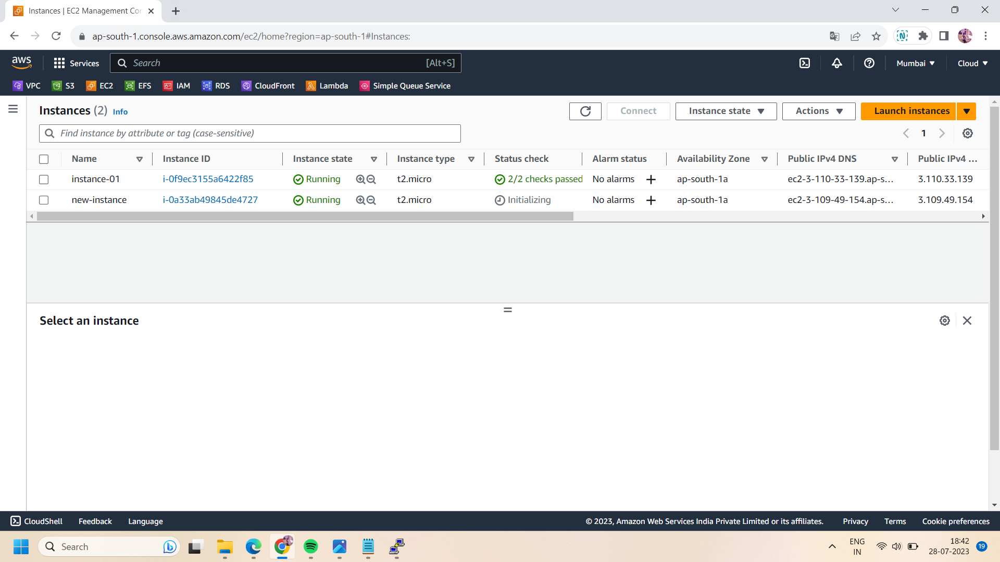 Instances | EC2 Management Con
ap-south-1.console.aws.amazon.com/ec2/home?region=ap-south-1#Instances:
aws Services Search [Alt+S] Mumbai Cloud
VPC S3 EC2 EFS IAM RDS CloudFront Lambda Simple Queue Service
Instances (2) Info Connect Instance state Actions Launch instances
Find instance by attribute or tag (case-sensitive) 1
Name Instance ID Instance state Instance type Status check Alarm status Availability Zone Public IPv4 DNS Public IPv4 ...
instance-01 i-0f9ec3155a6422f85 Running t2.micro 2/2 checks passed No alarms ap-south-1a ec2-3-110-33-139.ap-s... 3.110.33.139
new-instance i-0a33ab49845de4727 Running t2.micro Initializing No alarms ap-south-1a ec2-3-109-49-154.ap-s... 3.109.49.154
Select an instance
CloudShell Feedback Language © 2023, Amazon Web Services India Private Limited or its affiliates. Privacy Terms Cookie preferences
Search ENG 18:42
IN 28-07-2023 19